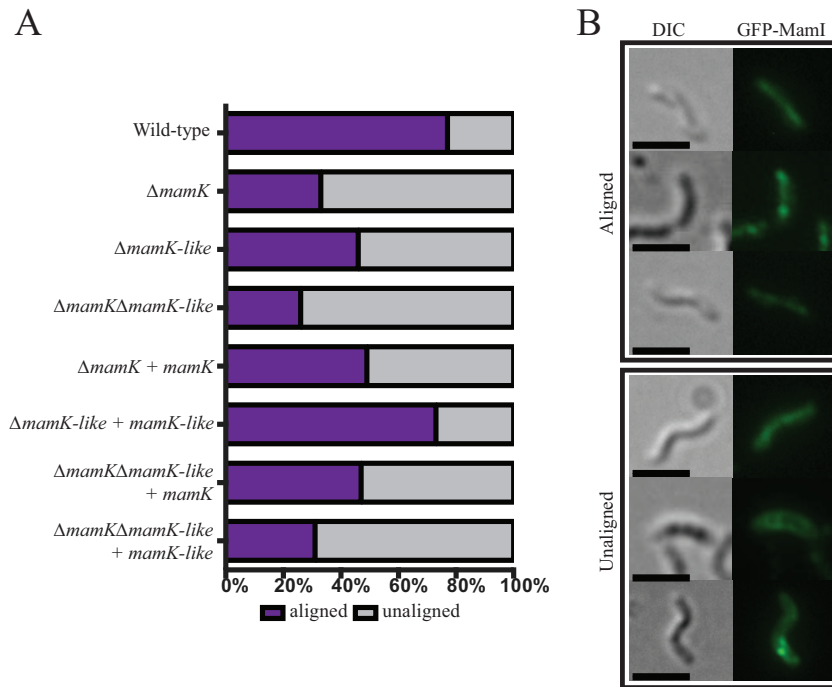 A
Wild-type
ΔmamK
ΔmamK-like
ΔmamKΔmamK-like
ΔmamK + mamK
ΔmamK-like + mamK-like
ΔmamKΔmamK-like
+ mamK
ΔmamKΔmamK-like
+ mamK-like
0% 20% 40% 60% 80% 100%
aligned unaligned
B
DIC GFP-MamI
Aligned
Unaligned